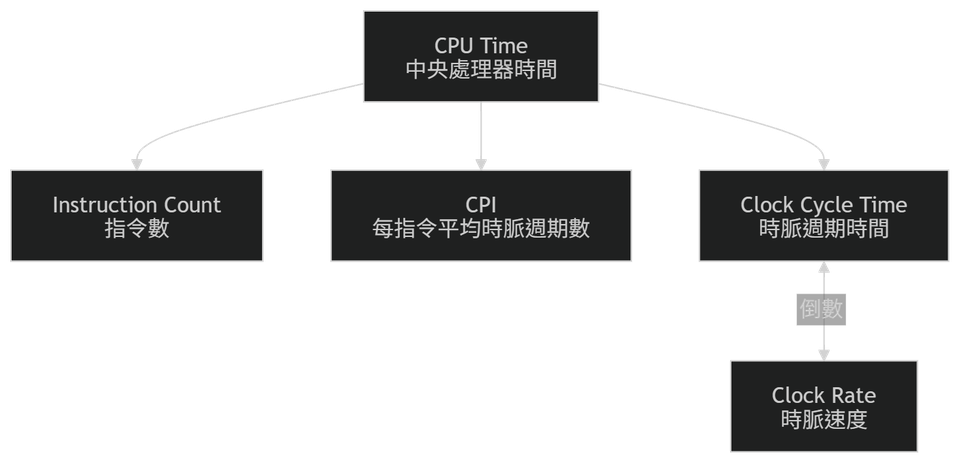 CPU Time
中央處理器時間
Instruction Count
指令數
CPI
每指令平均時脈週期數
Clock Cycle Time
時脈週期時間
倒數
Clock Rate
時脈速度